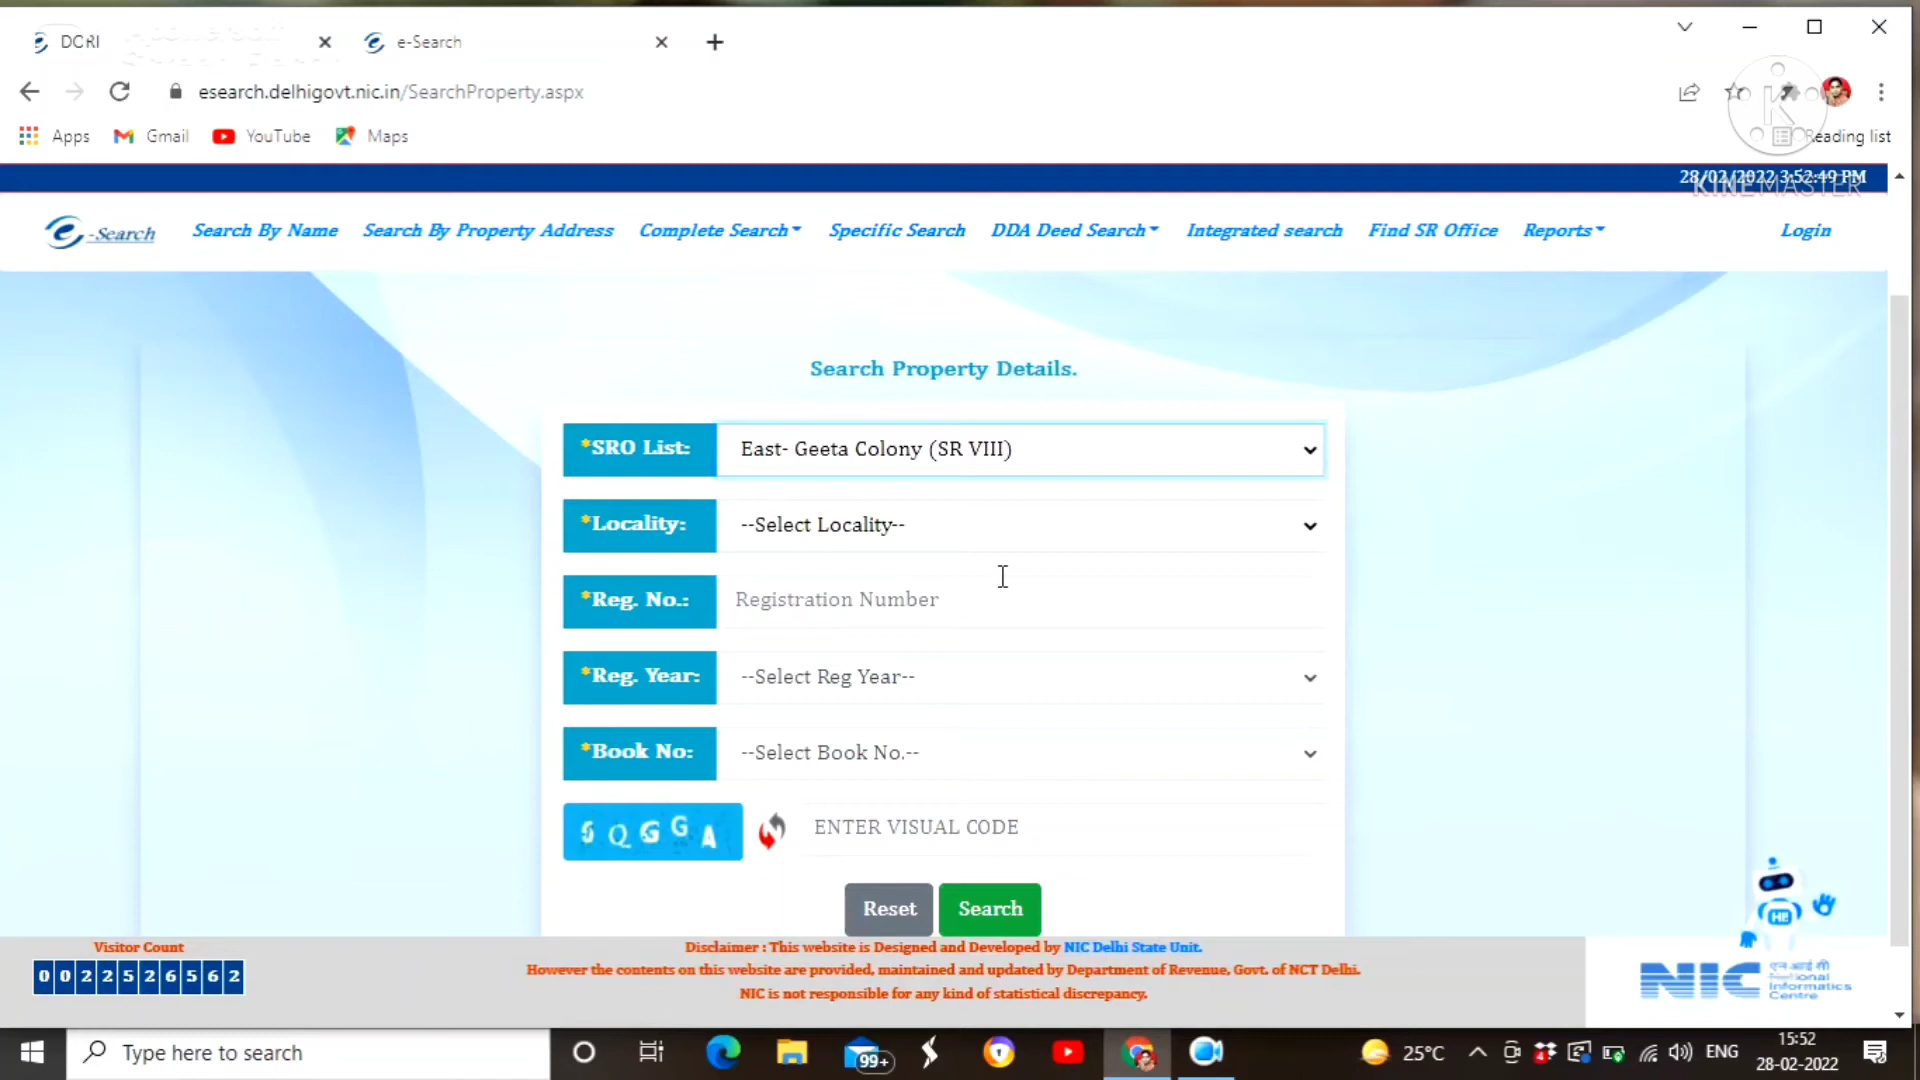 DORI
e-Search
esearch.delhigovt.nic.in/SearchProperty.aspx
Apps
Gmail
YouTube
Maps
Reading list
28/02/2022 3:52:49 PM
KINEMASTER
e-Search
Search By Name
Search By Property Address
Complete Search
Specific Search
DDA Deed Search
Integrated search
Find SR Office
Reports
Login
Search Property Details.
*SRO List:
East- Geeta Colony (SR VIII)
*Locality:
--Select Locality--
*Reg. No.:
Registration Number
*Reg. Year:
--Select Reg Year--
*Book No:
--Select Book No.--
QGGA
ENTER VISUAL CODE
Reset
Search
HI!
Visitor Count
002526562
Disclaimer : This website is Designed and Developed by NIC Delhi State Unit.
However the contents on this website are provided, maintained and updated by Department of Revenue, Govt. of NCT Delhi.
NIC is not responsible for any kind of statistical discrepancy.
NIC
एन आई सी
National
Informatics
Centre
Type here to search
99+
25°C
ENG
15:52
28-02-2022